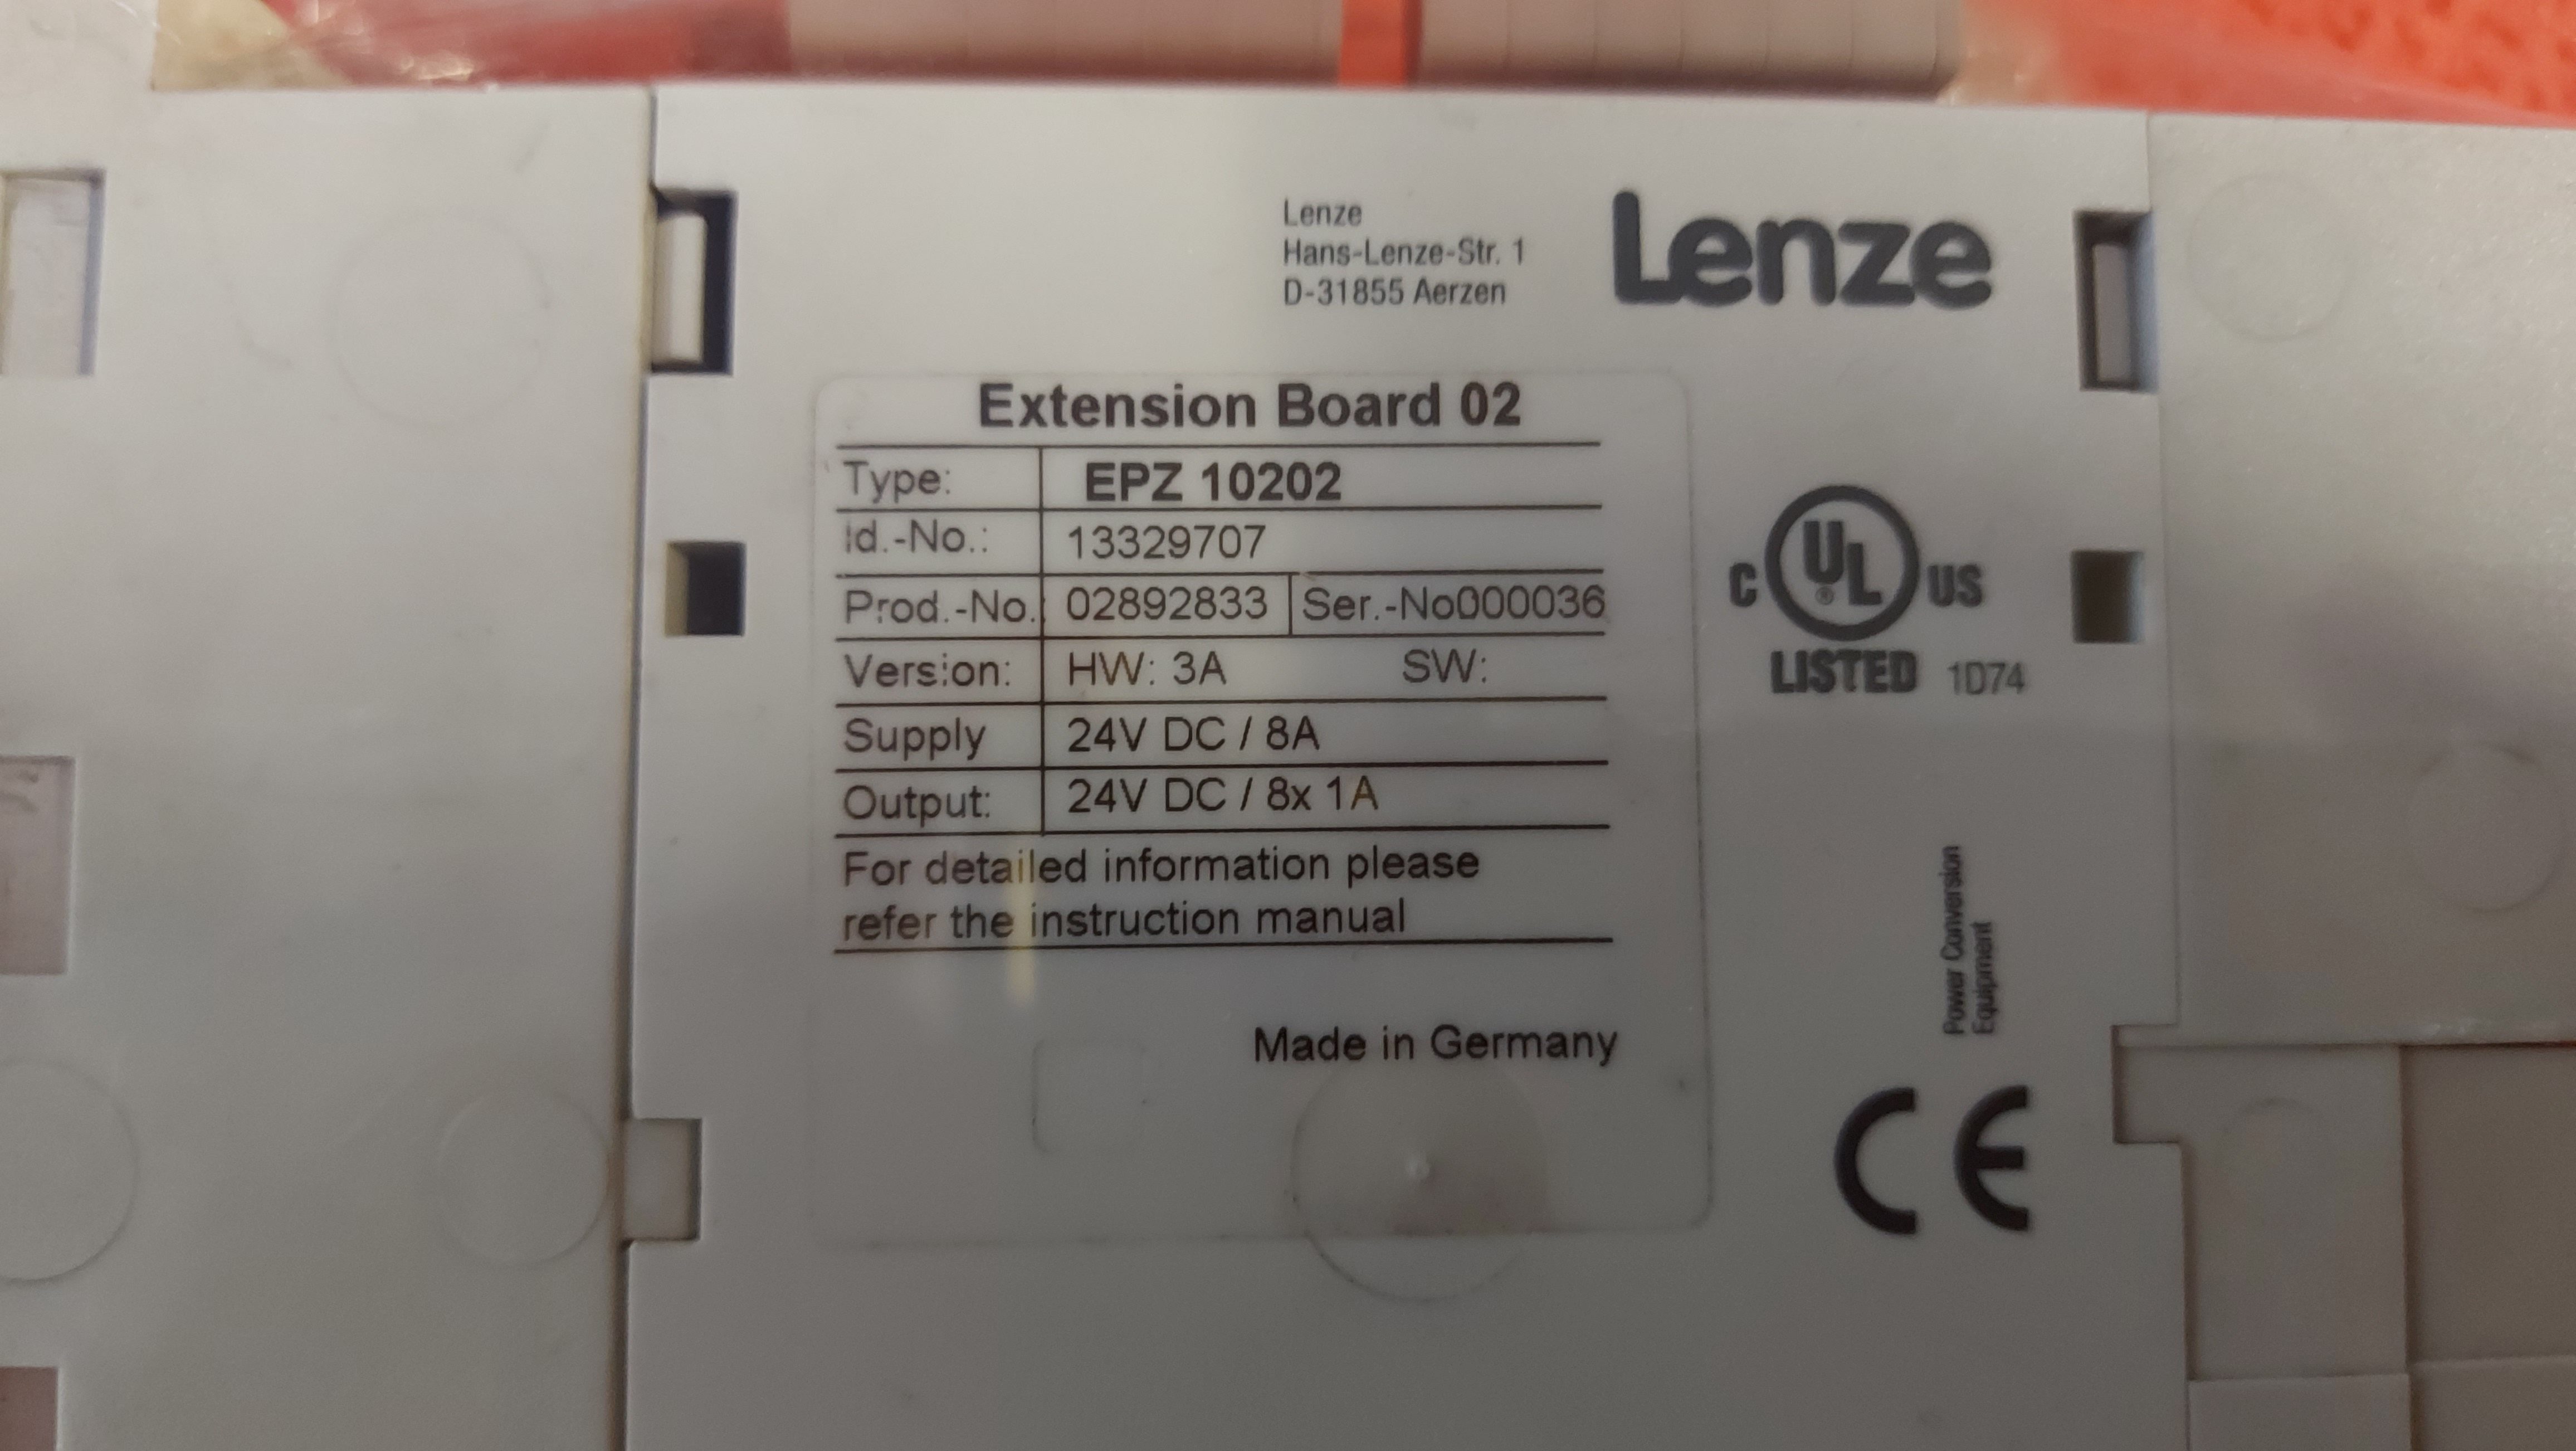 Lenze
Hans-Lenze-Str. 1
D-31855 Aerzen
Lenze
Extension Board 02
Type: EPZ 10202
Id.-No.: 13329707
Prod.-No. 02892833 Ser.-No000036
Version: HW: 3A SW:
Supply 24V DC / 8A
Output: 24V DC / 8x 1A
For detailed information please
refer the instruction manual
Made in Germany
C UL ® US
LISTED 1D74
Power Conversion
Equipment
CE